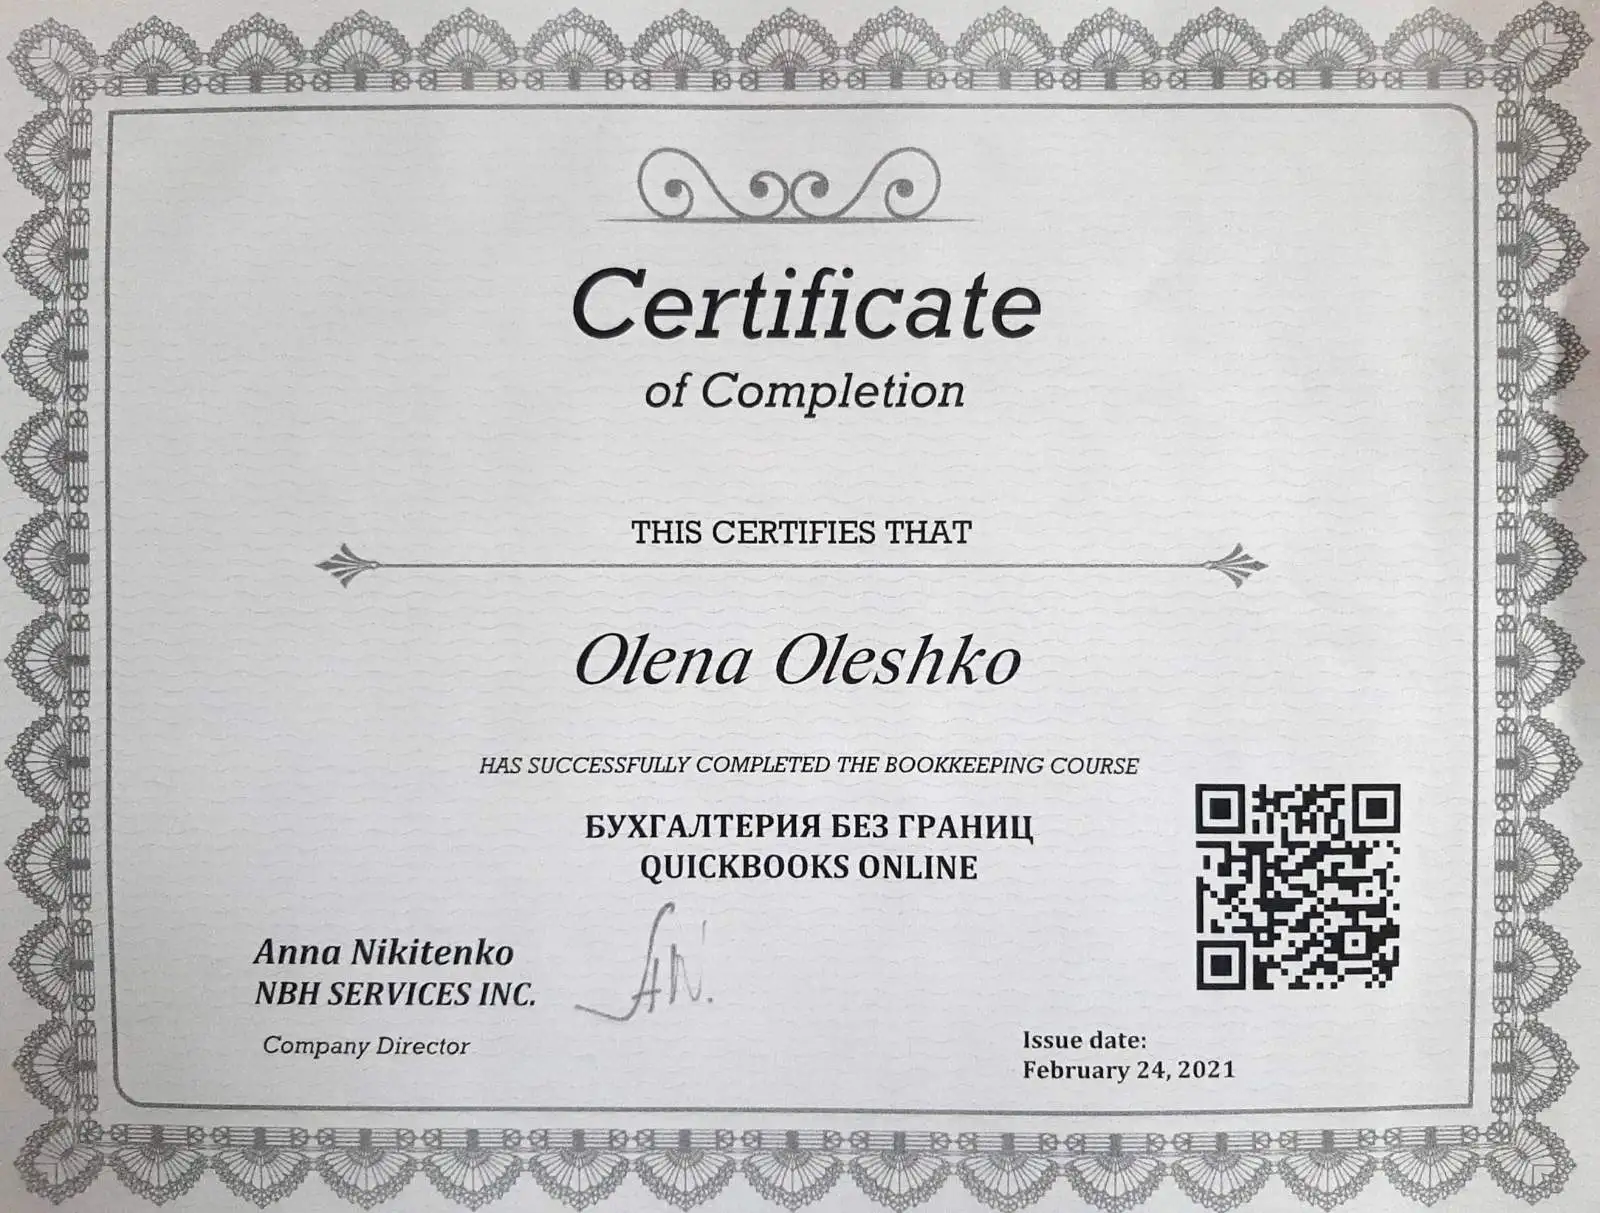 Certificate
of Completion
THIS CERTIFIES THAT
Olena Oleshko
HAS SUCCESSFULLY COMPLETED THE BOOKKEEPING COURSE
БУХГАЛТЕРИЯ БЕЗ ГРАНИЦ
QUICKBOOKS ONLINE
Anna Nikitenko
NBH SERVICES INC.
Company Director
AN.
Issue date:
February 24, 2021